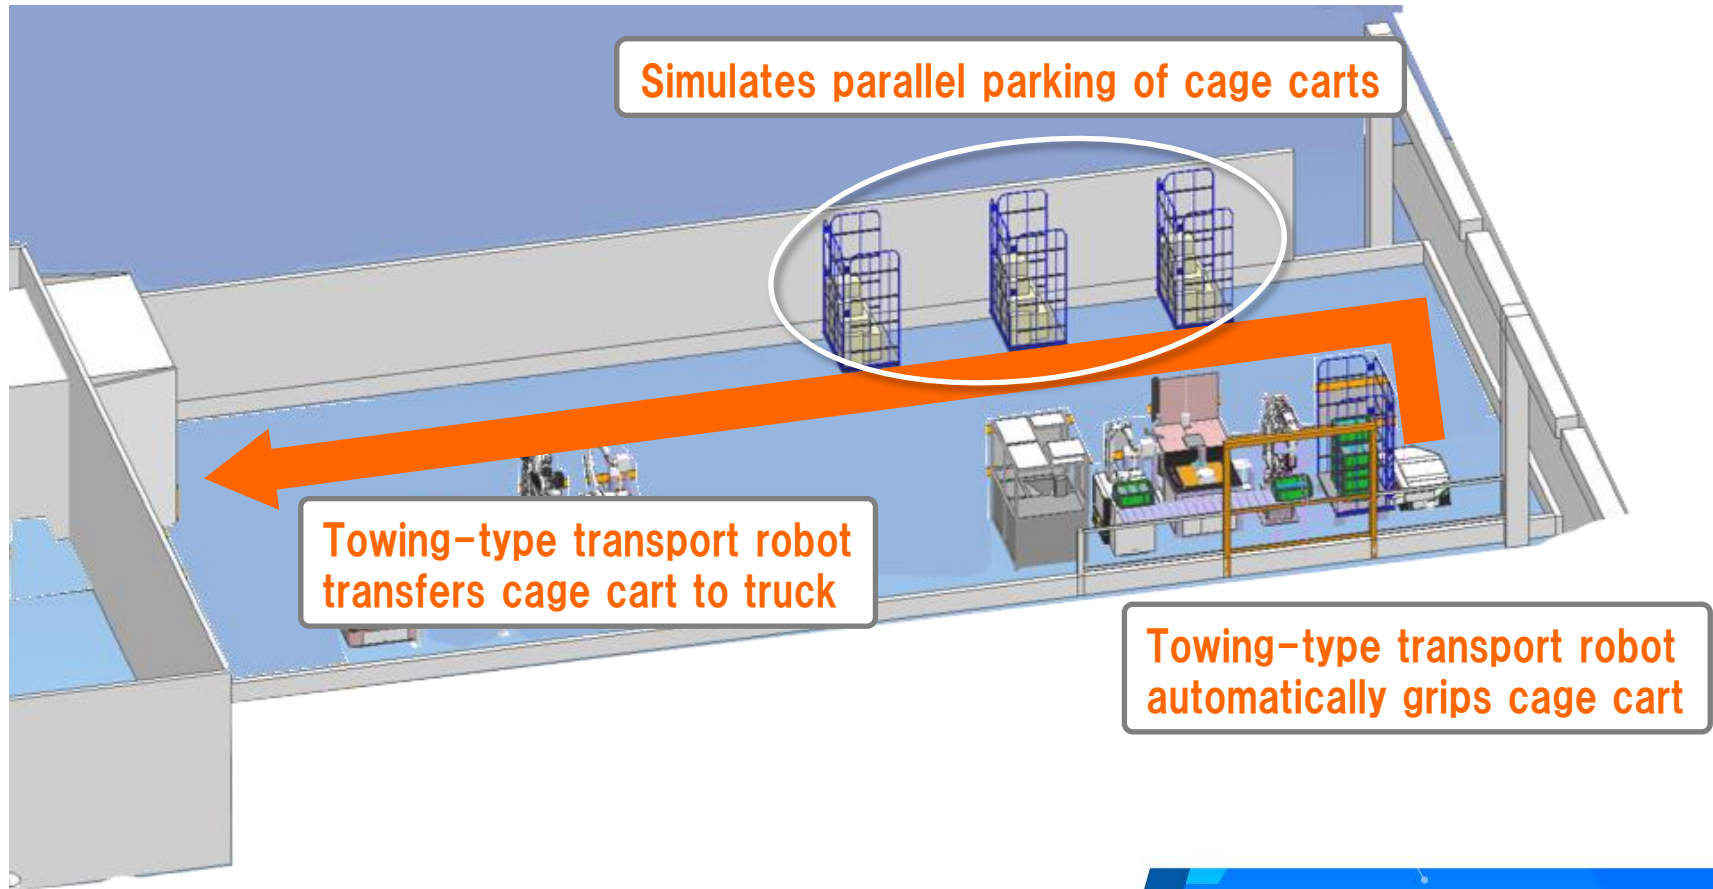 Simulates parallel parking of cage carts
Towing-type transport robot
transfers cage cart to truck
Towing-type transport robot
automatically grips cage cart